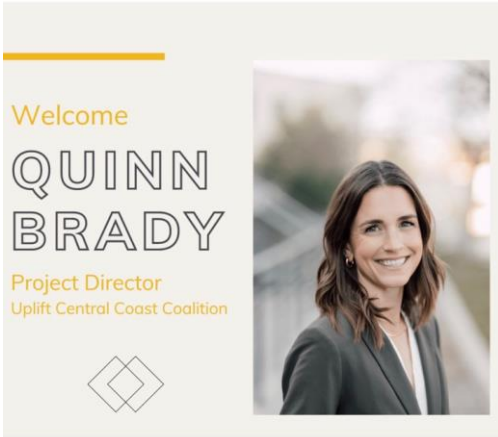 Welcome
QUINN
BRADY
Project Director
Uplift Central Coast Coalition